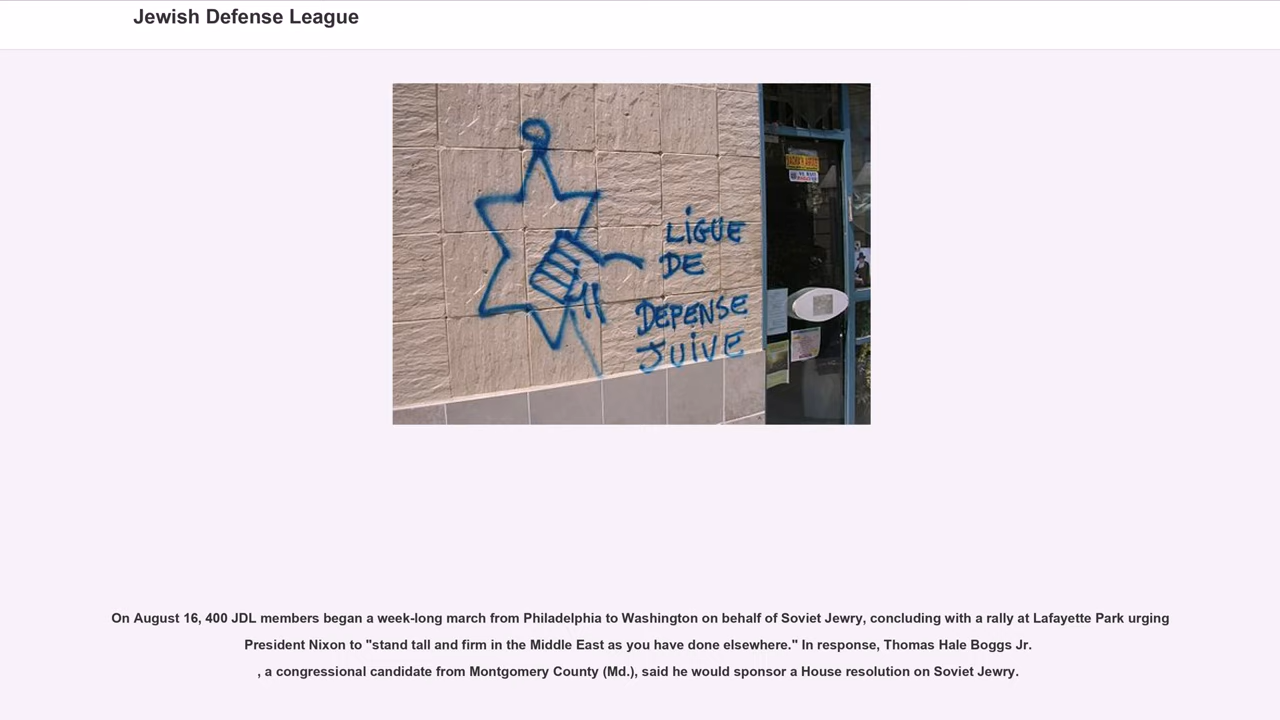 Jewish Defense League
LIGUE
DE
DEFENSE
JUIVE
On August 16, 400 JDL members began a week-long march from Philadelphia to Washington on behalf of Soviet Jewry, concluding with a rally at Lafayette Park urging
President Nixon to "stand tall and firm in the Middle East as you have done elsewhere." In response, Thomas Hale Boggs Jr.
, a congressional candidate from Montgomery County (Md.), said he would sponsor a House resolution on Soviet Jewry.